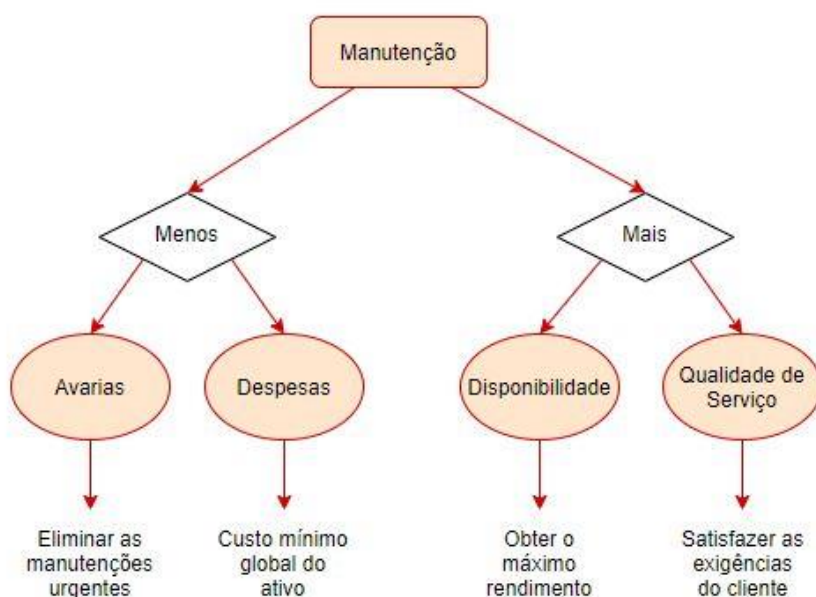 Manutenção
Menos
Mais
Avarias
Despesas
Disponibilidade
Qualidade de
Serviço
Eliminar as
manutenções
urgentes
Custo mínimo
global do
ativo
Obter o
máximo
rendimento
Satisfazer as
exigências
do cliente